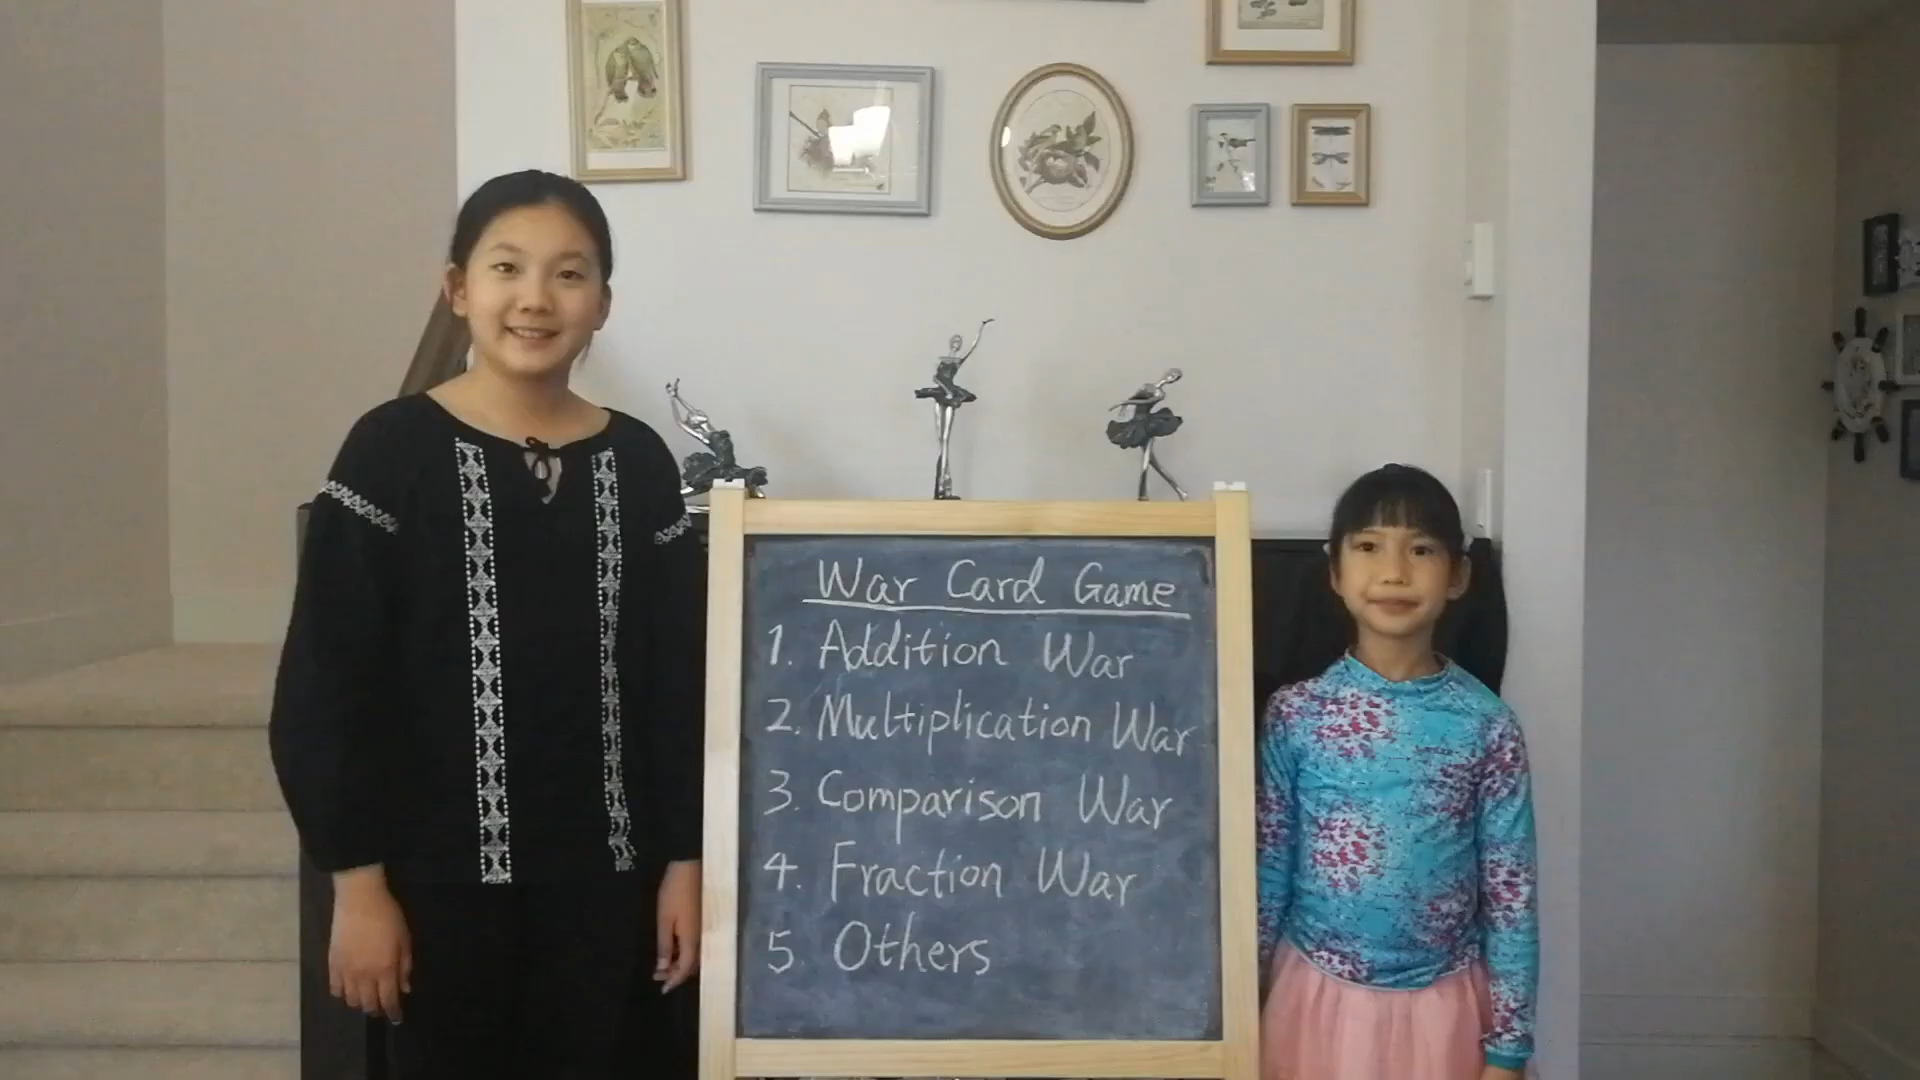 War Card Game
1. Addition War
2. Multiplication War
3. Comparison War
4. Fraction War
5. Others